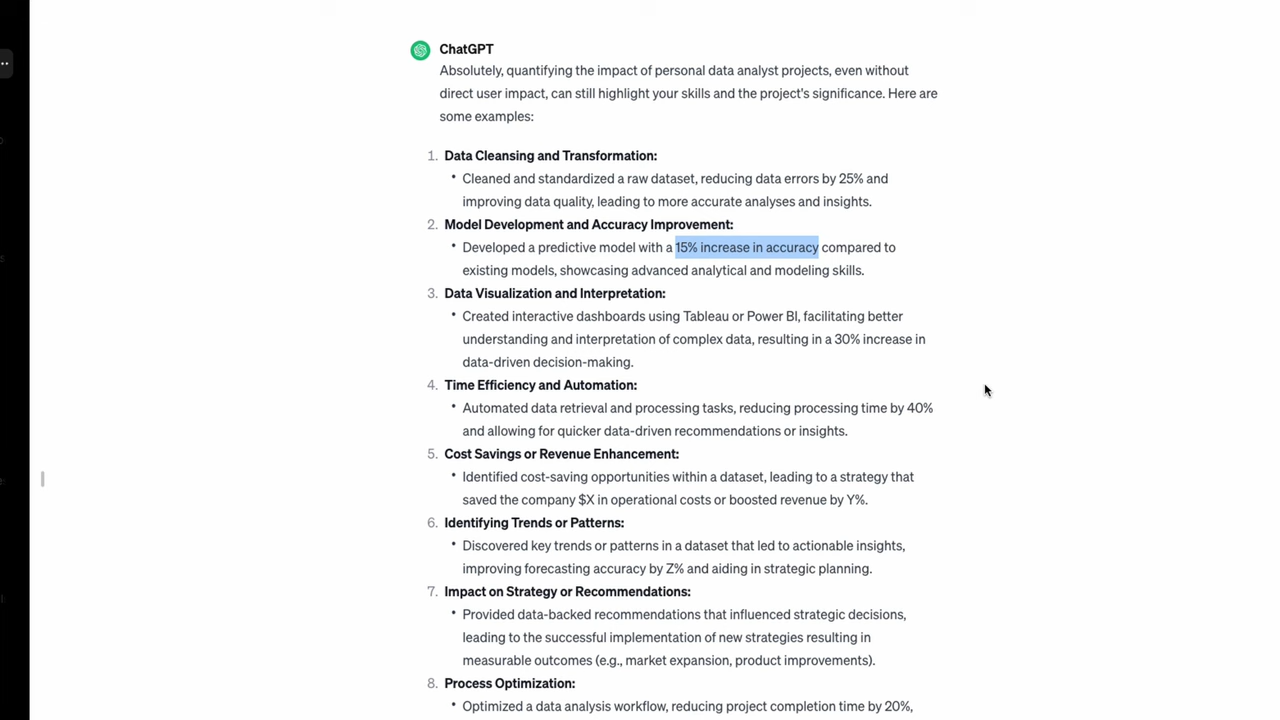 ChatGPT
Absolutely, quantifying the impact of personal data analyst projects, even without
direct user impact, can still highlight your skills and the project's significance. Here are
some examples:
1. Data Cleansing and Transformation:
• Cleaned and standardized a raw dataset, reducing data errors by 25% and
improving data quality, leading to more accurate analyses and insights.
2. Model Development and Accuracy Improvement:
• Developed a predictive model with a 15% increase in accuracy compared to
existing models, showcasing advanced analytical and modeling skills.
3. Data Visualization and Interpretation:
• Created interactive dashboards using Tableau or Power BI, facilitating better
understanding and interpretation of complex data, resulting in a 30% increase in
data-driven decision-making.
4. Time Efficiency and Automation:
• Automated data retrieval and processing tasks, reducing processing time by 40%
and allowing for quicker data-driven recommendations or insights.
5. Cost Savings or Revenue Enhancement:
• Identified cost-saving opportunities within a dataset, leading to a strategy that
saved the company $X in operational costs or boosted revenue by Y%.
6. Identifying Trends or Patterns:
• Discovered key trends or patterns in a dataset that led to actionable insights,
improving forecasting accuracy by Z% and aiding in strategic planning.
7. Impact on Strategy or Recommendations:
• Provided data-backed recommendations that influenced strategic decisions,
leading to the successful implementation of new strategies resulting in
measurable outcomes (e.g., market expansion, product improvements).
8. Process Optimization:
• Optimized a data analysis workflow, reducing project completion time by 20%,